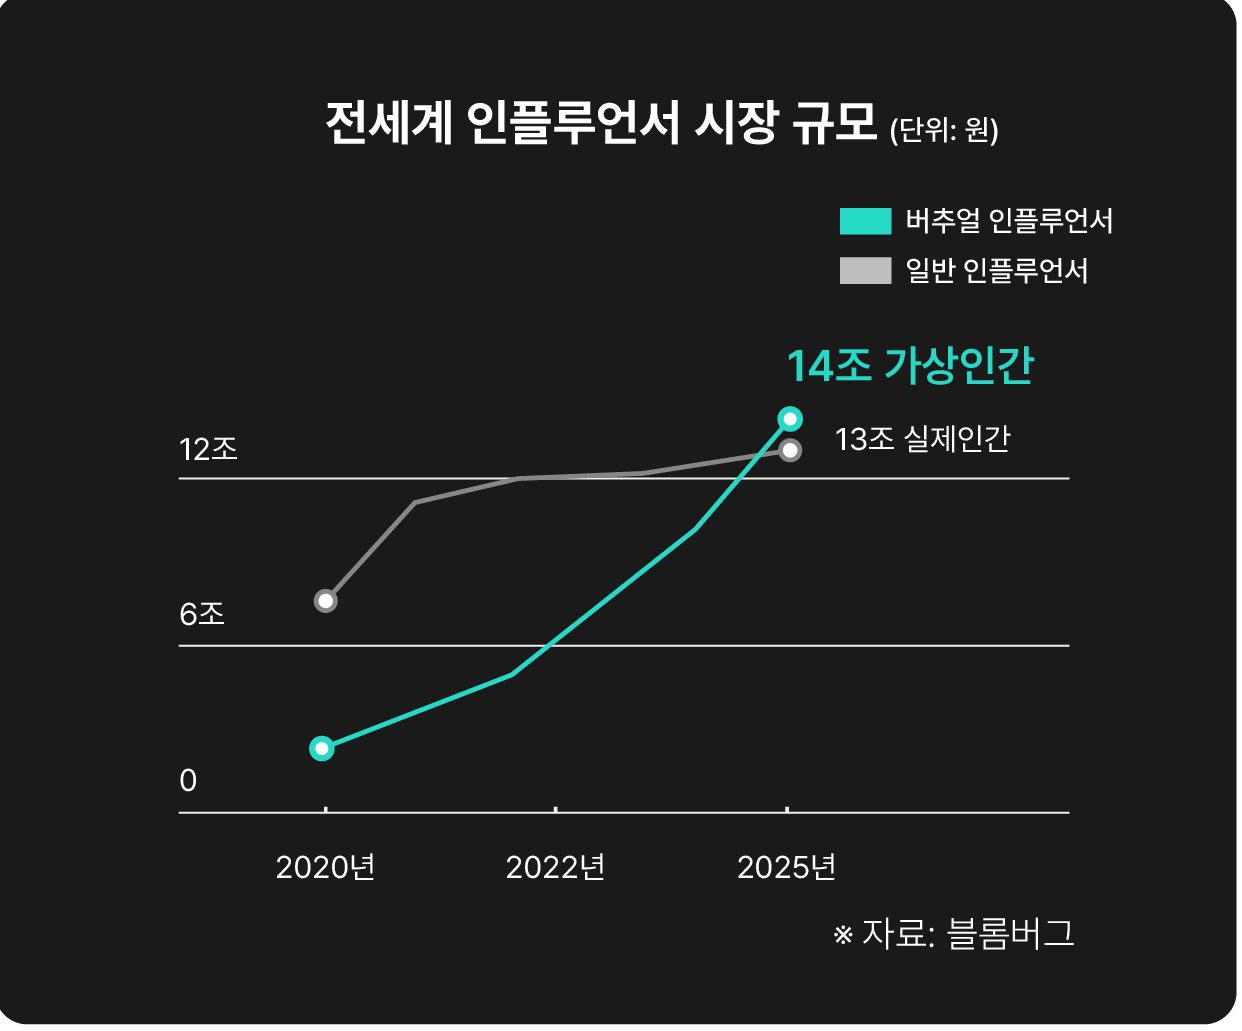 전세계 인플루언서 시장 규모 (단위: 원)
버추얼 인플루언서
일반 인플루언서
14조 가상인간
13조 실제인간
12조
6조
0
2020년 2022년 2025년
※ 자료: 블롬버그